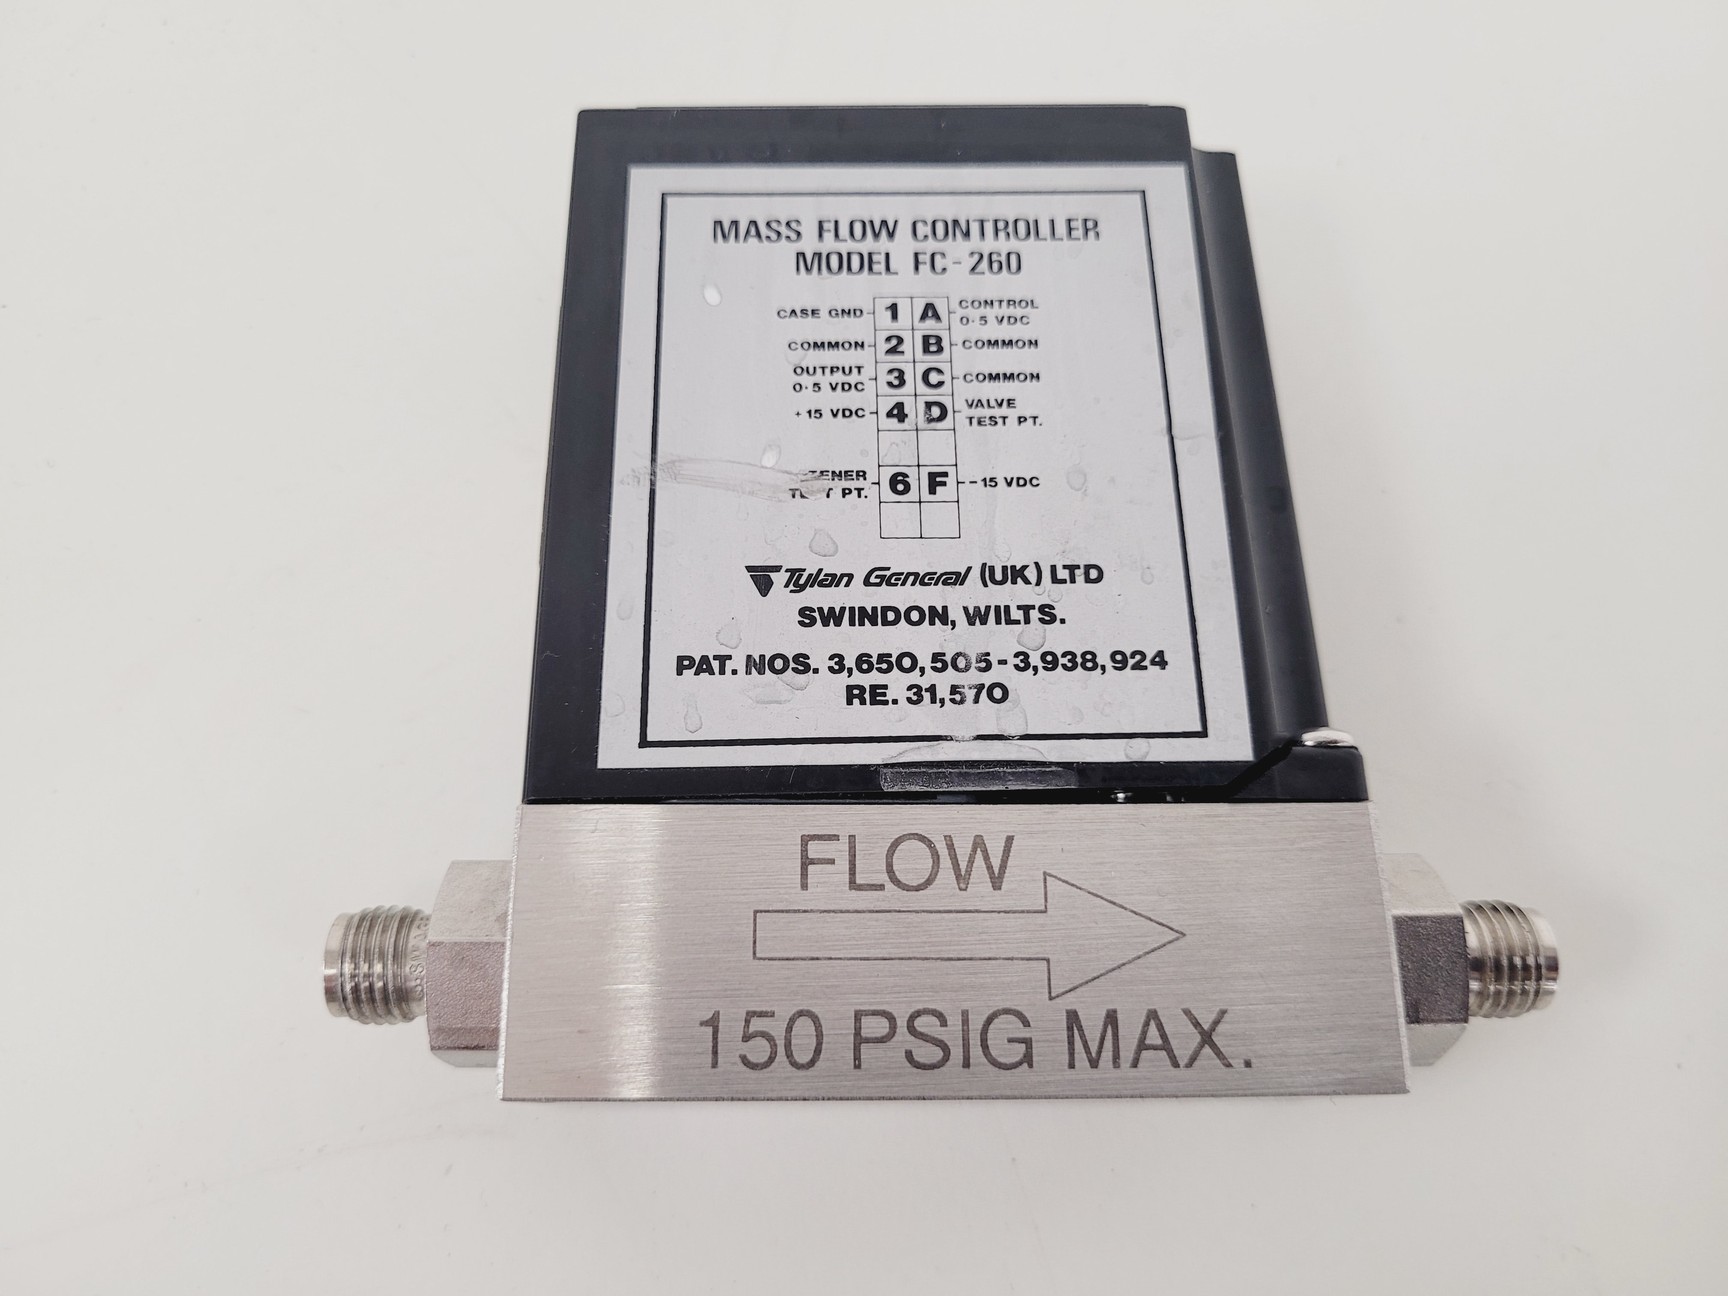 MASS FLOW CONTROLLER
MODEL FC-260
CASE GND 1 A CONTROL 0-5 VDC
COMMON 2 B COMMON
OUTPUT 0-5 VDC 3 C COMMON
+15 VDC 4 D VALVE TEST PT.
PT. 6 F -15 VDC
Tylan General (UK) LTD
SWINDON, WILTS.
PAT. NOS. 3,650,505-3,938,924
RE. 31,570
FLOW
150 PSIG MAX.